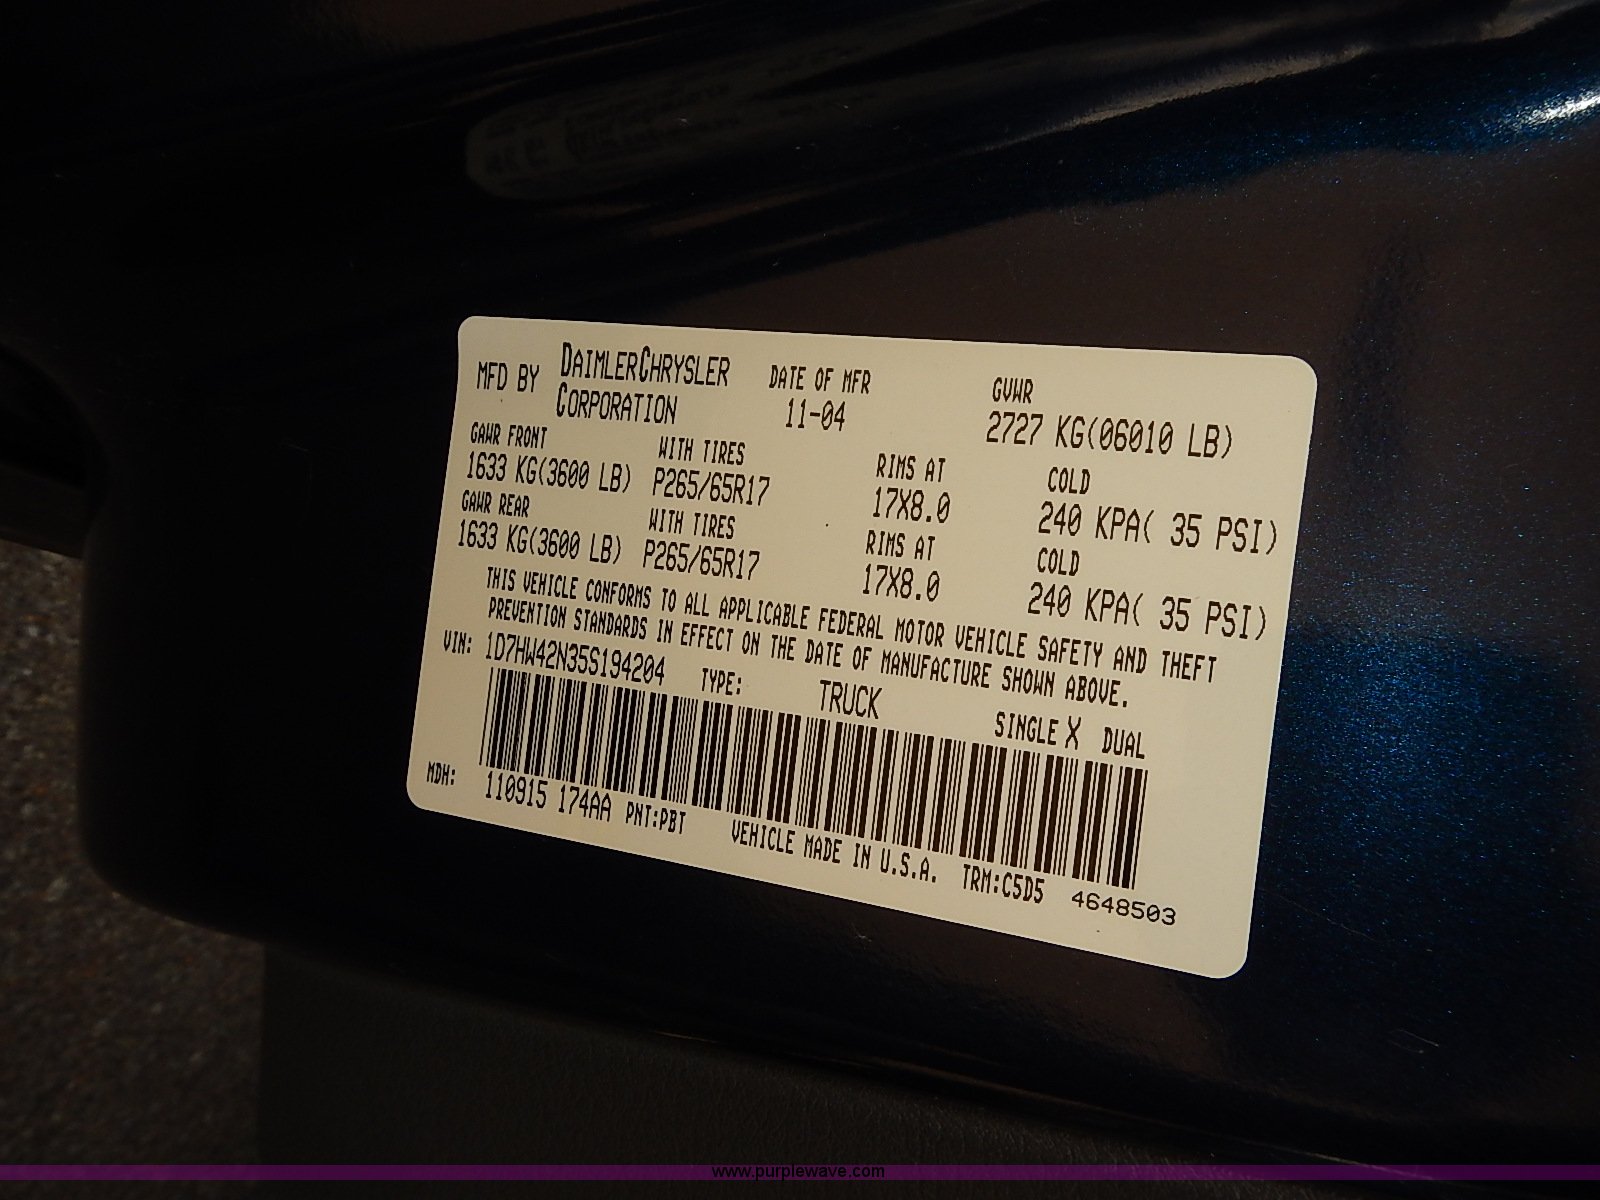 MFD BY DAIMLERCHRYSLER CORPORATION DATE OF MFR 11-04 GVWR 2727 KG(06010 LB)
GAWR FRONT WITH TIRES RIMS AT COLD
1633 KG(3600 LB) P265/65R17 17X8.0 240 KPA( 35 PSI)
GAWR REAR WITH TIRES RIMS AT COLD
1633 KG(3600 LB) P265/65R17 17X8.0 240 KPA( 35 PSI)
THIS VEHICLE CONFORMS TO ALL APPLICABLE FEDERAL MOTOR VEHICLE SAFETY AND THEFT
PREVENTION STANDARDS IN EFFECT ON THE DATE OF MANUFACTURE SHOWN ABOVE.
VIN: 1D7HW42N35S194204 TYPE: TRUCK SINGLE X DUAL
MDH: 110915 174AA PNT:PBT VEHICLE MADE IN U.S.A. TRM:C5D5 4648503
www.purplewave.com